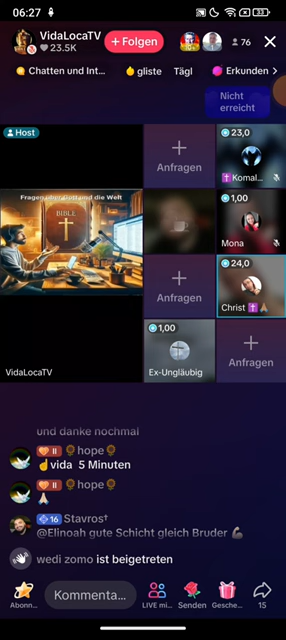 06:27
33
VidaLocaTV
23.5K
+ Folgen
76
Chatten und Int...
gliste
Tägl
Erkunden >
Nicht
erreicht
Host
Anfragen
23,0
Komal...
Fragen über Gott und die Welt
BIBLE
1,00
Mona
Anfragen
24,0
Christ
VidaLocaTV
1,00
Ex-Ungläubig
Anfragen
und danke nochmal
II hope
vida 5 Minuten
II hope
16 Stavros†
@Elinoah gute Schicht gleich Bruder
wedi zomo ist beigetreten
Abonn...
Kommenta...
LIVE mi...
Senden
Gesche...
15